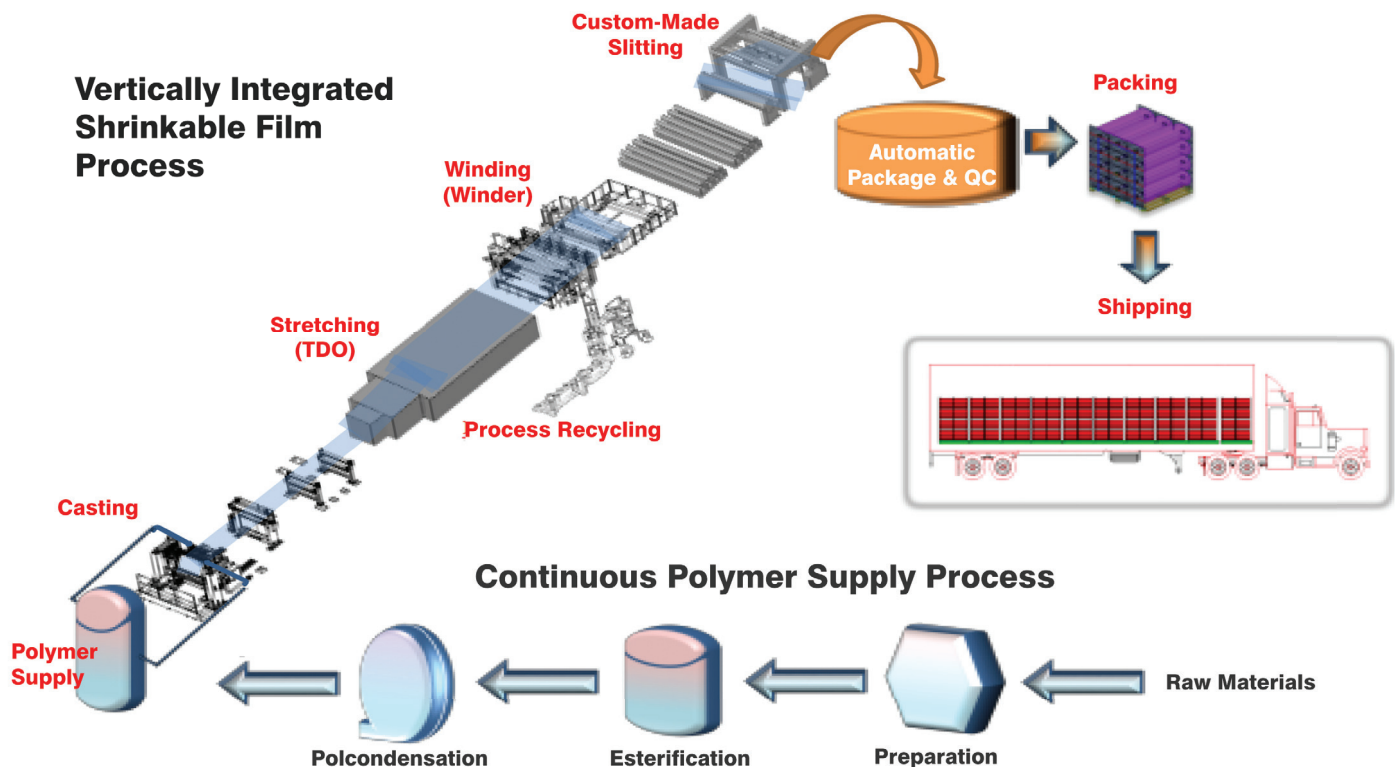 Vertically Integrated
Shrinkable Film
Process
Custom-Made
Slitting
Automatic
Package & QC
Packing
Shipping
Winding
(Winder)
Stretching
(TDO)
Process Recycling
Casting
Polymer
Supply
Continuous Polymer Supply Process
Raw Materials
Preparation
Esterification
Polcondensation